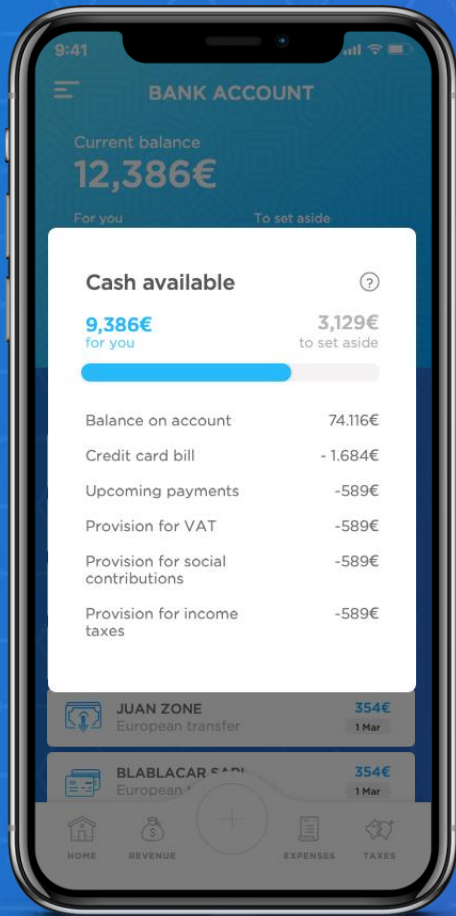 9:41
BANK ACCOUNT
Current balance
12,386€
For you To set aside
Cash available ?
9,386€ 3,129€
for you to set aside
Balance on account 74.116€
Credit card bill - 1.684€
Upcoming payments -589€
Provision for VAT -589€
Provision for social
contributions -589€
Provision for income
taxes -589€
JUAN ZONE 354€
European transfer 1 Mar
BLABLACAR SARL 354€
European 1 Mar
HOME REVENUE EXPENSES TAXES